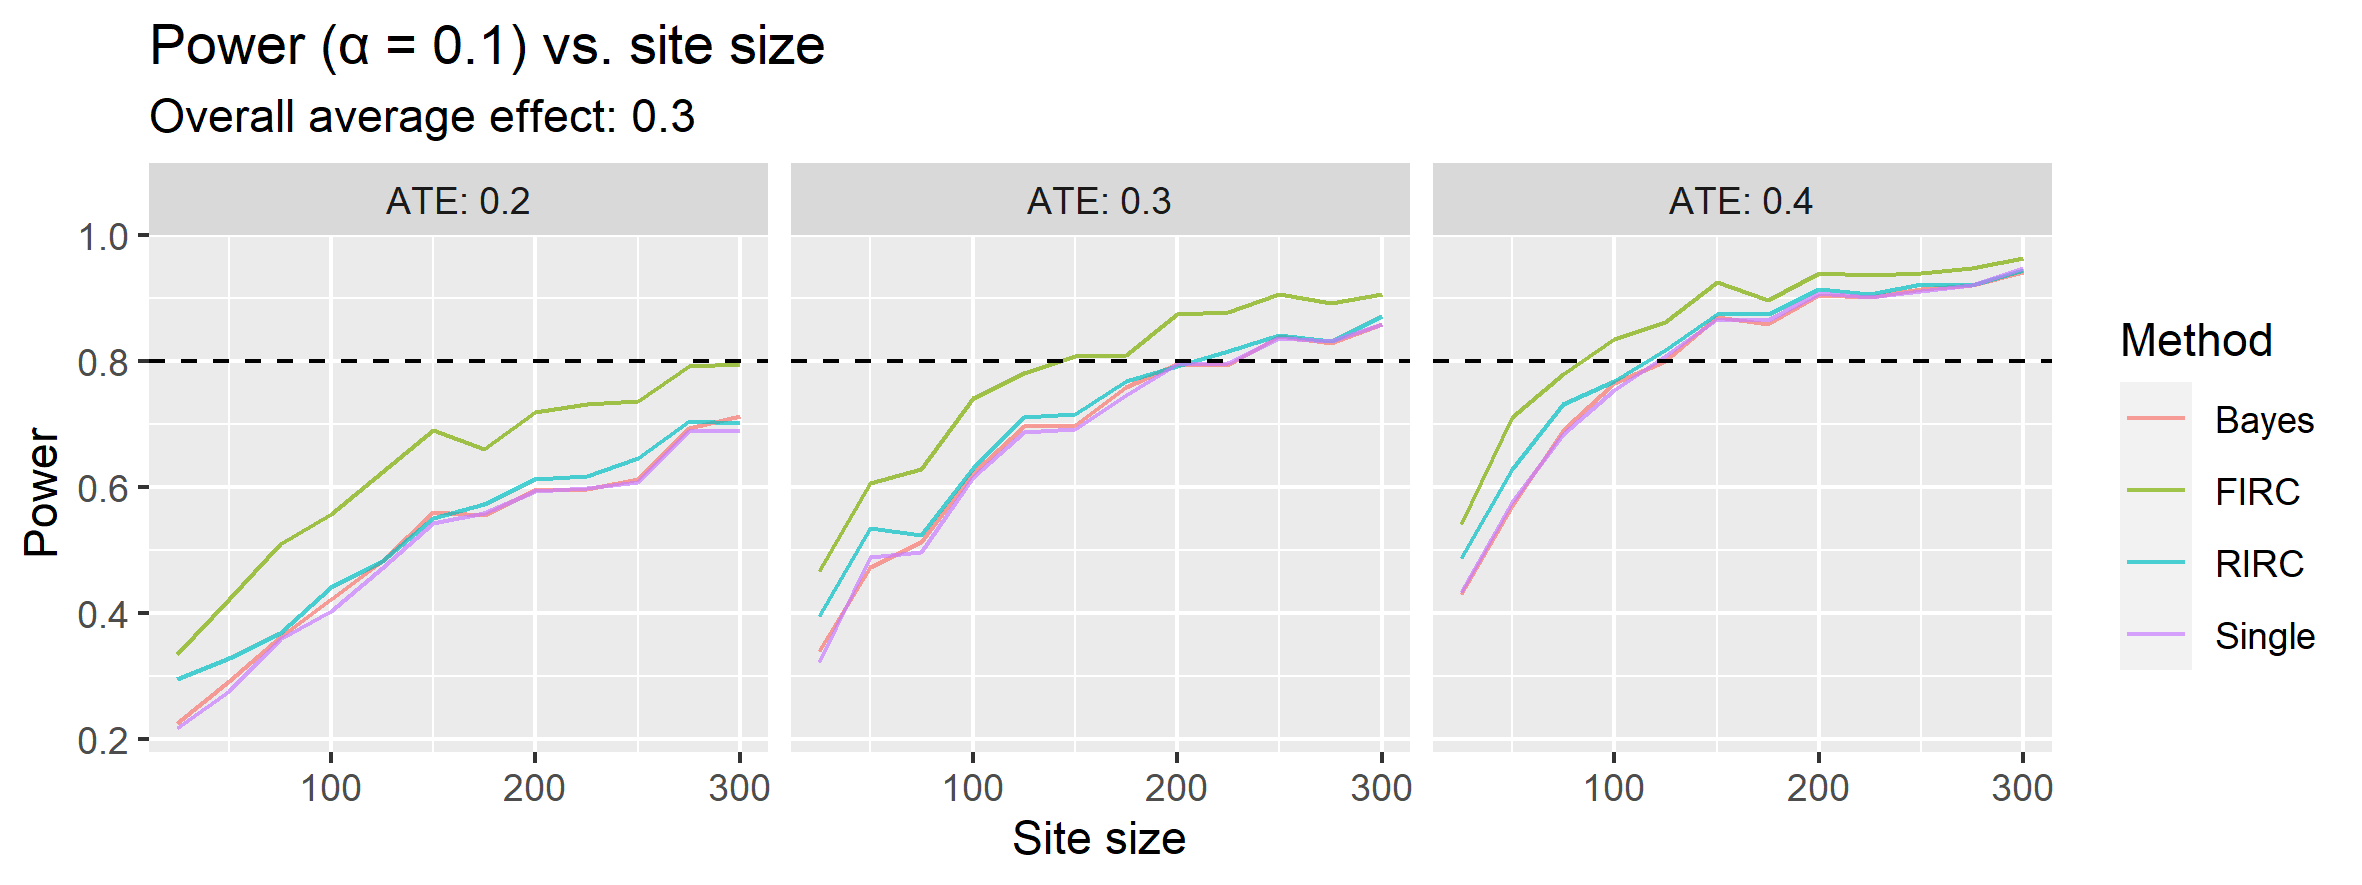 Power (α = 0.1) vs. site size
Overall average effect: 0.3
ATE: 0.2
ATE: 0.3
ATE: 0.4
1.0
0.8
0.6
0.4
0.2
Power
100
200
300
100
200
300
100
200
300
Site size
Method
Bayes
FIRC
RIRC
Single